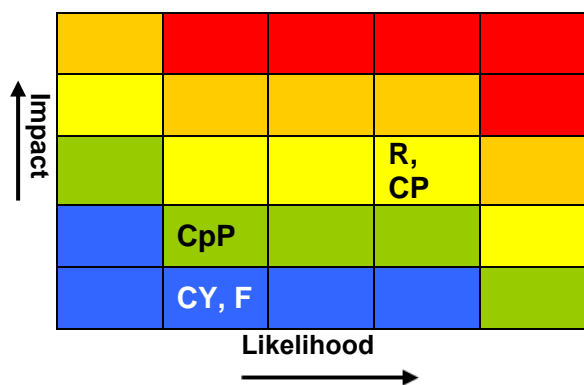 Impact
R,
CP
CpP
CY, F
Likelihood